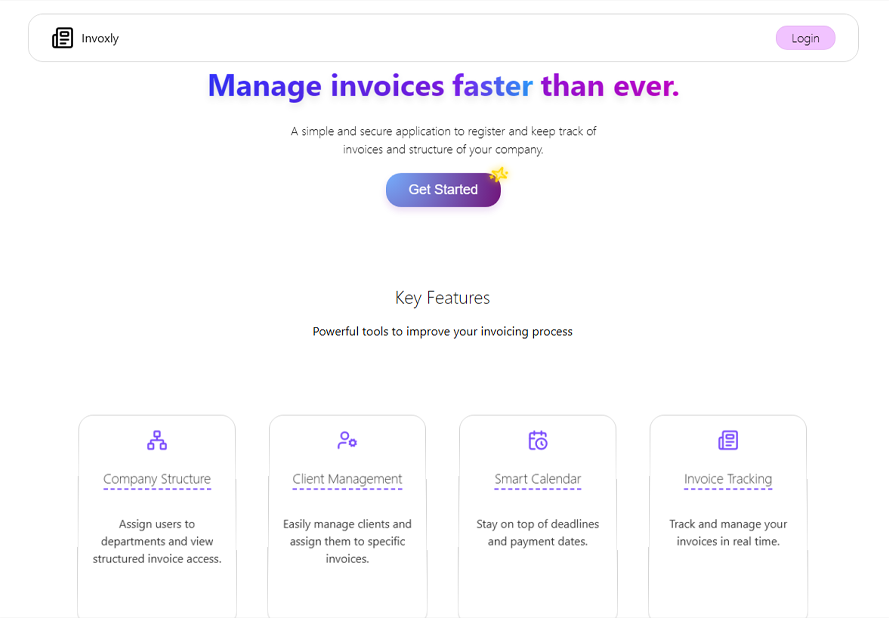 Invoxly
Login
Manage invoices faster than ever.
A simple and secure application to register and keep track of
invoices and structure of your company.
Get Started
Key Features
Powerful tools to improve your invoicing process
Company Structure
Assign users to
departments and view
structured invoice access.
Client Management
Easily manage clients and
assign them to specific
invoices.
Smart Calendar
Stay on top of deadlines
and payment dates.
Invoice Tracking
Track and manage your
invoices in real time.